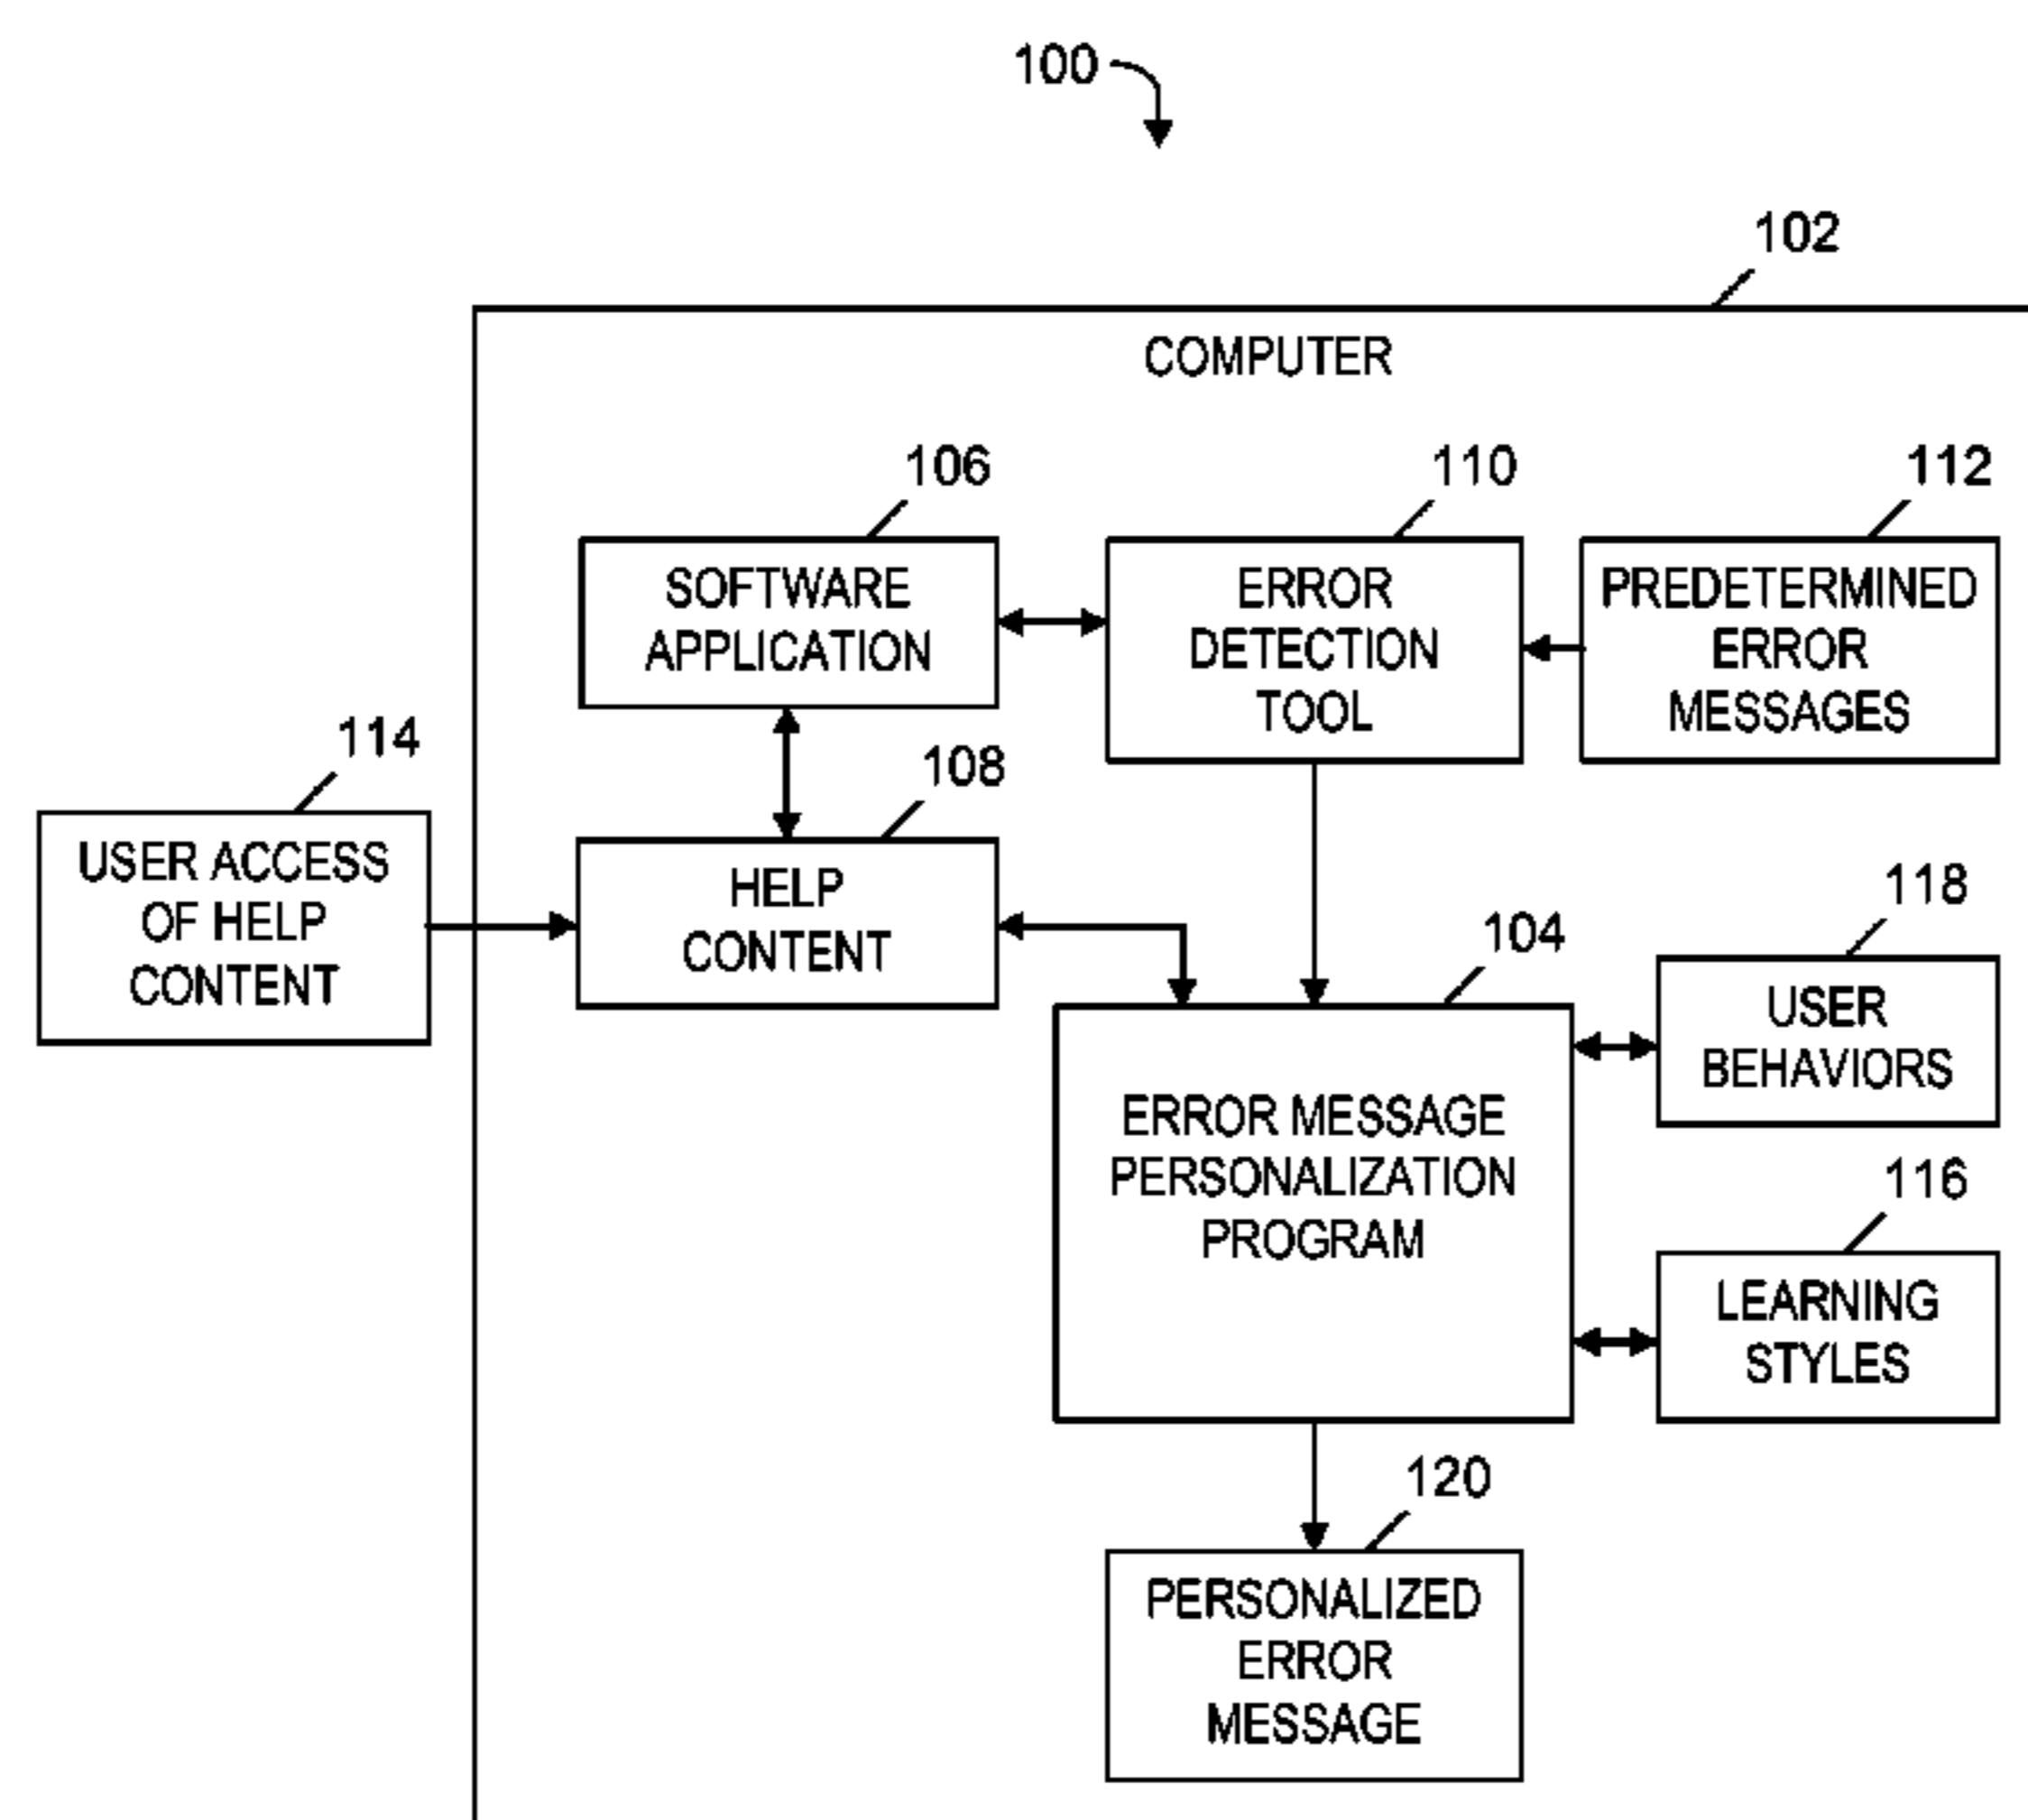 100
102
COMPUTER
106
110
112
SOFTWARE
APPLICATION
ERROR
DETECTION
TOOL
PREDETERMINED
ERROR
MESSAGES
114
108
USER ACCESS
OF HELP
CONTENT
HELP
CONTENT
118
104
USER
BEHAVIORS
ERROR MESSAGE
PERSONALIZATION
PROGRAM
116
LEARNING
STYLES
120
PERSONALIZED
ERROR
MESSAGE